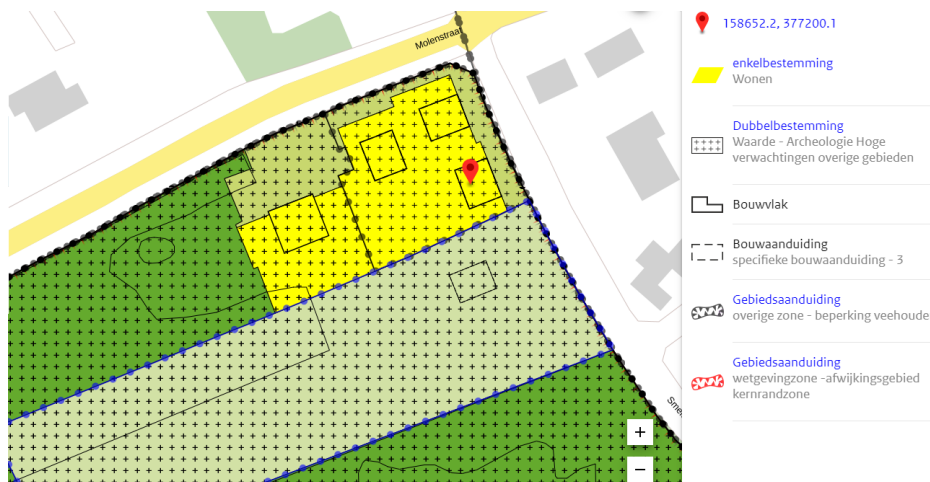 Molenstraat
158652.2, 377200.1
enkelbestemming
Wonen
Dubbelbestemming
Waarde - Archeologie Hoge
verwachtingen overige gebieden
Bouwvlak
Bouwaanduiding
specifieke bouwaanduiding - 3
Gebiedsaanduiding
overige zone - beperking veehoude
Gebiedsaanduiding
wetgevingzone -afwijkingsgebied
kernrandzone
Sme
+
−